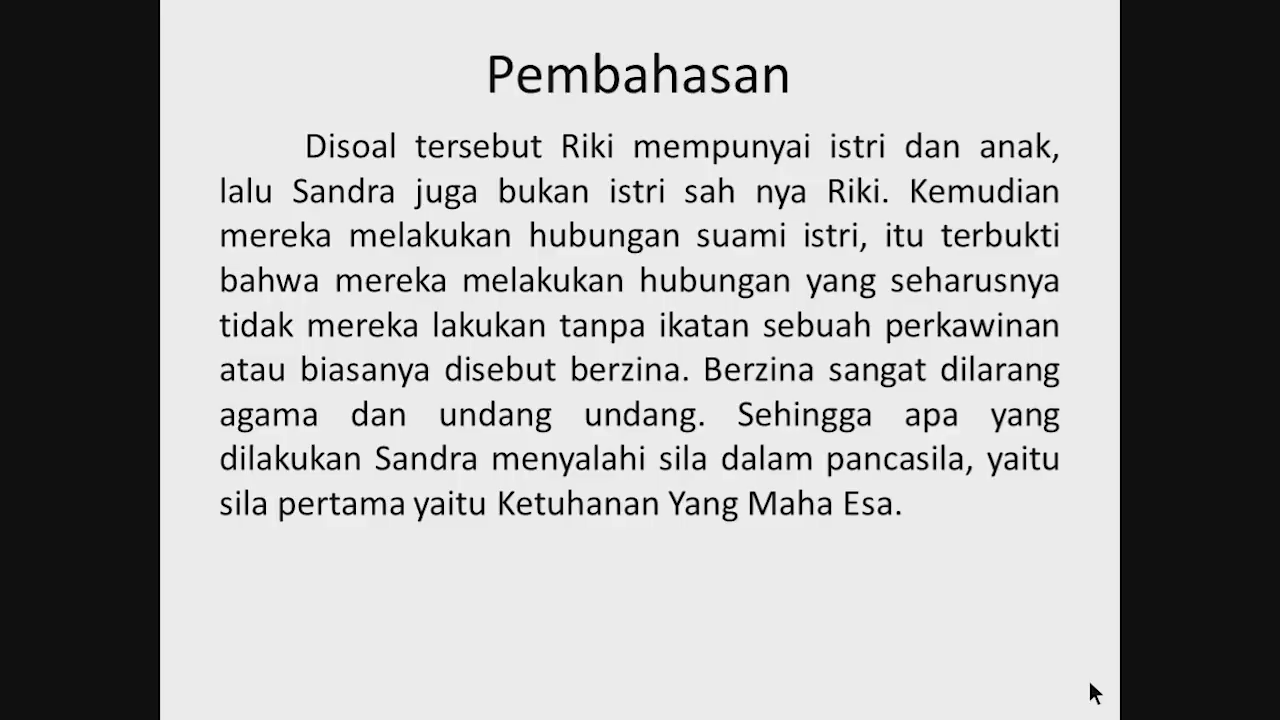 Pembahasan
Disoal tersebut Riki mempunyai istri dan anak,
lalu Sandra juga bukan istri sah nya Riki. Kemudian
mereka melakukan hubungan suami istri, itu terbukti
bahwa mereka melakukan hubungan yang seharusnya
tidak mereka lakukan tanpa ikatan sebuah perkawinan
atau biasanya disebut berzina. Berzina sangat dilarang
agama dan undang undang. Sehingga apa yang
dilakukan Sandra menyalahi sila dalam pancasila, yaitu
sila pertama yaitu Ketuhanan Yang Maha Esa.